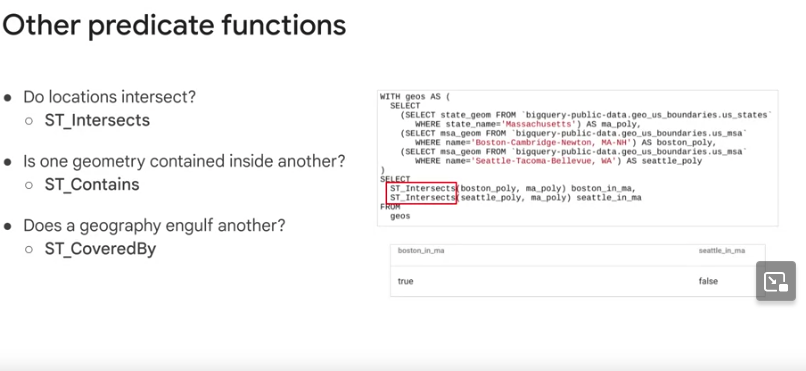 Other predicate functions
• Do locations intersect?
○ ST_Intersects
• Is one geometry contained inside another?
○ ST_Contains
• Does a geography engulf another?
○ ST_CoveredBy
WITH geos AS (
SELECT
(SELECT state_geom FROM `bigquery-public-data.geo_us_boundaries.us_states`
WHERE state_name='Massachusetts') AS ma_poly,
(SELECT msa_geom FROM `bigquery-public-data.geo_us_boundaries.us_msa`
WHERE name='Boston-Cambridge-Newton, MA-NH') AS boston_poly,
(SELECT msa_geom FROM `bigquery-public-data.geo_us_boundaries.us_msa`
WHERE name='Seattle-Tacoma-Bellevue, WA') AS seattle_poly
)
SELECT
ST_Intersects(boston_poly, ma_poly) boston_in_ma,
ST_Intersects(seattle_poly, ma_poly) seattle_in_ma
FROM
geos
boston_in_ma seattle_in_ma
true false